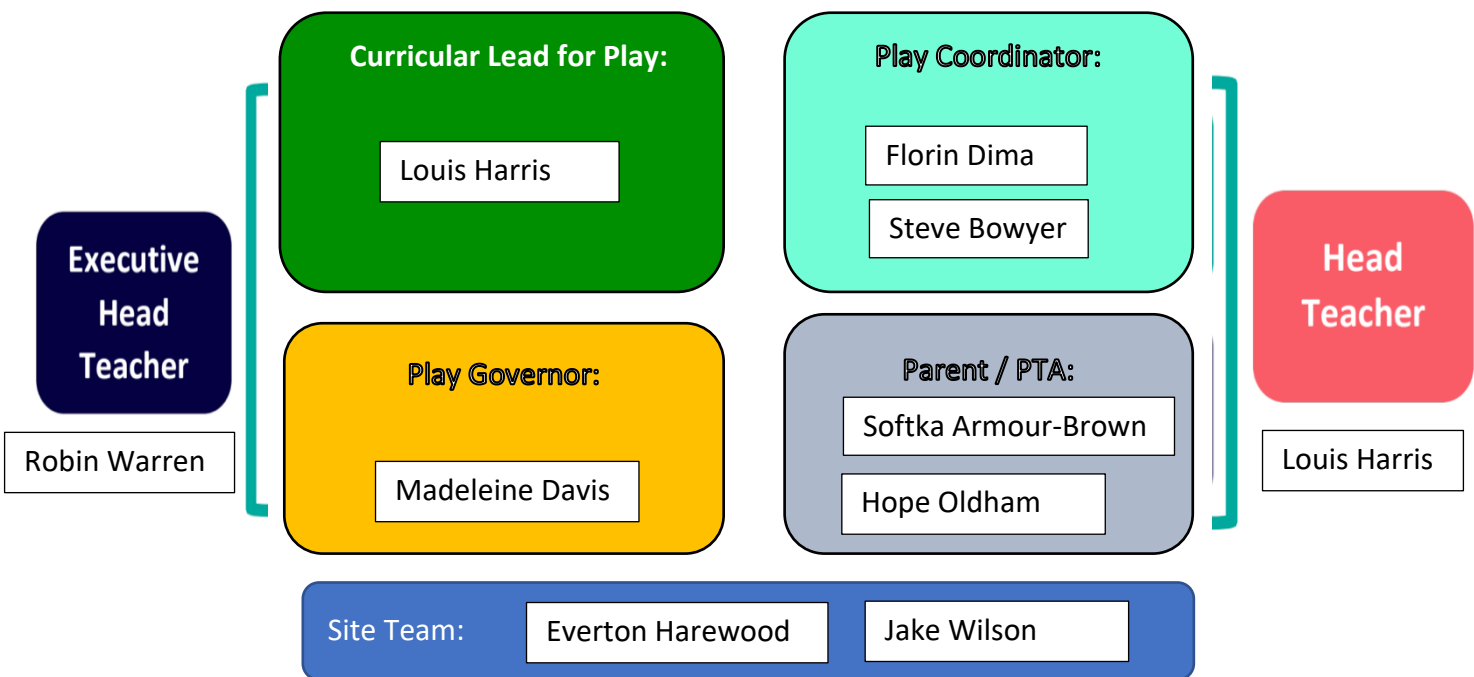 Curricular Lead for Play:
Louis Harris
Play Coordinator:
Florin Dima
Steve Bowyer
Executive
Head
Teacher
Robin Warren
Head
Teacher
Louis Harris
Play Governor:
Madeleine Davis
Parent / PTA:
Softka Armour-Brown
Hope Oldham
Site Team:
Everton Harewood
Jake Wilson